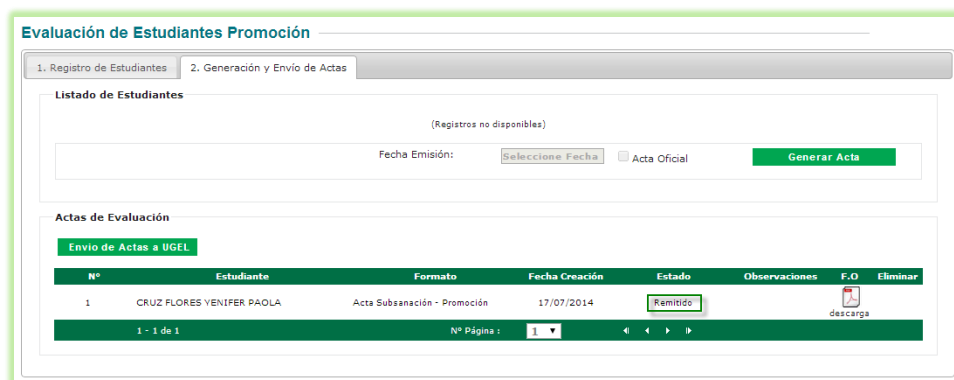 Evaluación de Estudiantes Promoción
1. Registro de Estudiantes 2. Generación y Envío de Actas
Listado de Estudiantes
(Registros no disponibles)
Fecha Emisión: Seleccione Fecha Acta Oficial Generar Acta
Actas de Evaluación
Envio de Actas a UGEL
Nº Estudiante Formato Fecha Creación Estado Observaciones F.O Eliminar
1 CRUZ FLORES YENIFER PAOLA Acta Subsanación - Promoción 17/07/2014 Remitido
descarga
1 - 1 de 1 Nº Página : 1